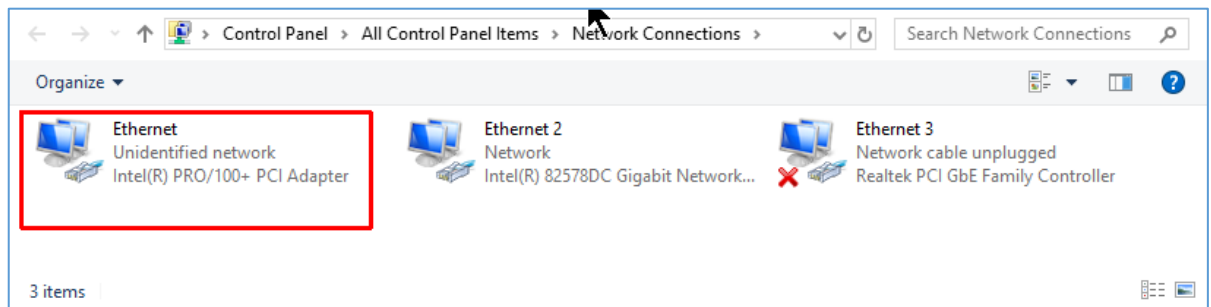 Control Panel > All Control Panel Items > Network Connections >
Search Network Connections
Organize
Ethernet
Unidentified network
Intel(R) PRO/100+ PCI Adapter
Ethernet 2
Network
Intel(R) 82578DC Gigabit Network...
Ethernet 3
Network cable unplugged
Realtek PCI GbE Family Controller
3 items